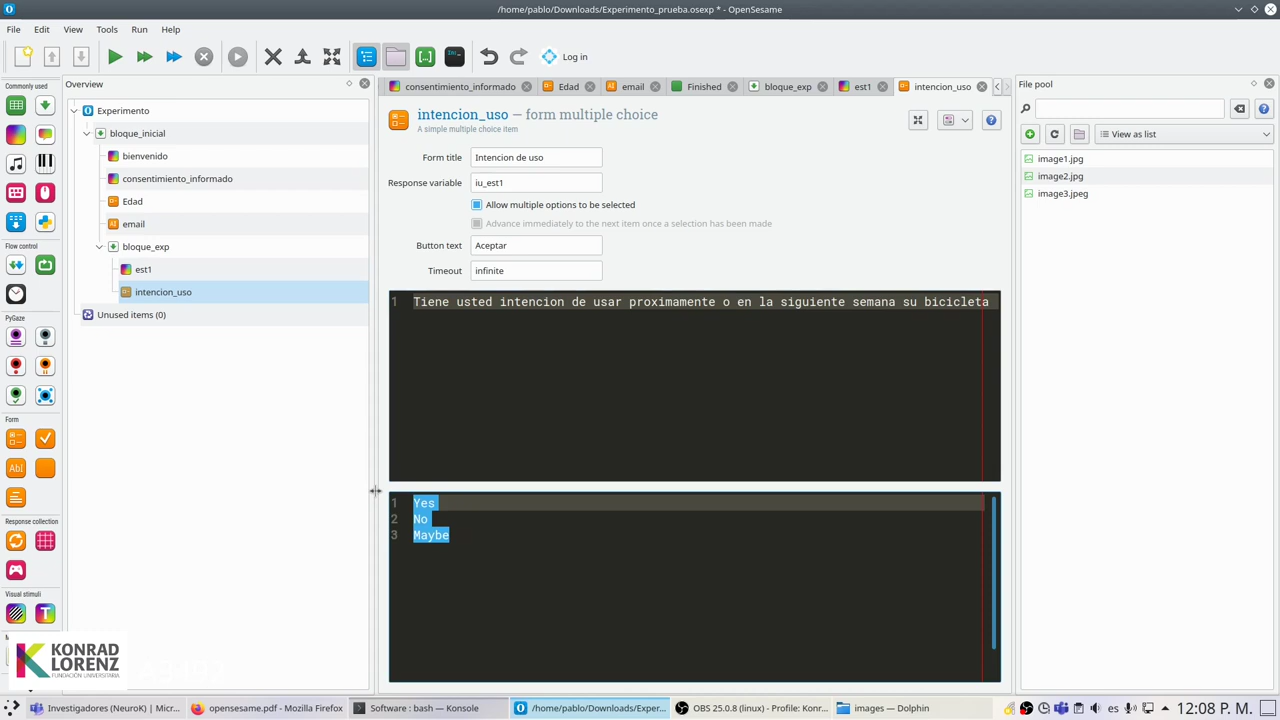 /home/pablo/Downloads/Experimento_prueba.osexp * - OpenSesame
File Edit View Tools Run Help
Log in
Commonly used
Flow control
PyGaze
Form
Response collection
Visual stimuli
Overview
Experimento
bloque_inicial
bienvenido
consentimiento_informado
Edad
email
bloque_exp
est1
intencion_uso
Unused items (0)
consentimiento_informado Edad email Finished bloque_exp est1 intencion_uso
intencion_uso — form multiple choice
A simple multiple choice item
Form title Intencion de uso
Response variable iu_est1
Allow multiple options to be selected
Advance immediately to the next item once a selection has been made
Button text Aceptar
Timeout infinite
1 Tiene usted intencion de usar proximamente o en la siguiente semana su bicicleta
1 Yes
2 No
3 Maybe
File pool
View as list
image1.jpg
image2.jpg
image3.jpeg
KONRAD
LORENZ
FUNDACIÓN UNIVERSITARIA
Investigadores (NeuroK) | Micr... opensesame.pdf - Mozilla Firefox Software : bash — Konsole /home/pablo/Downloads/Exper... OBS 25.0.8 (linux) - Profile: Konr... images — Dolphin es 12:08 P. M.